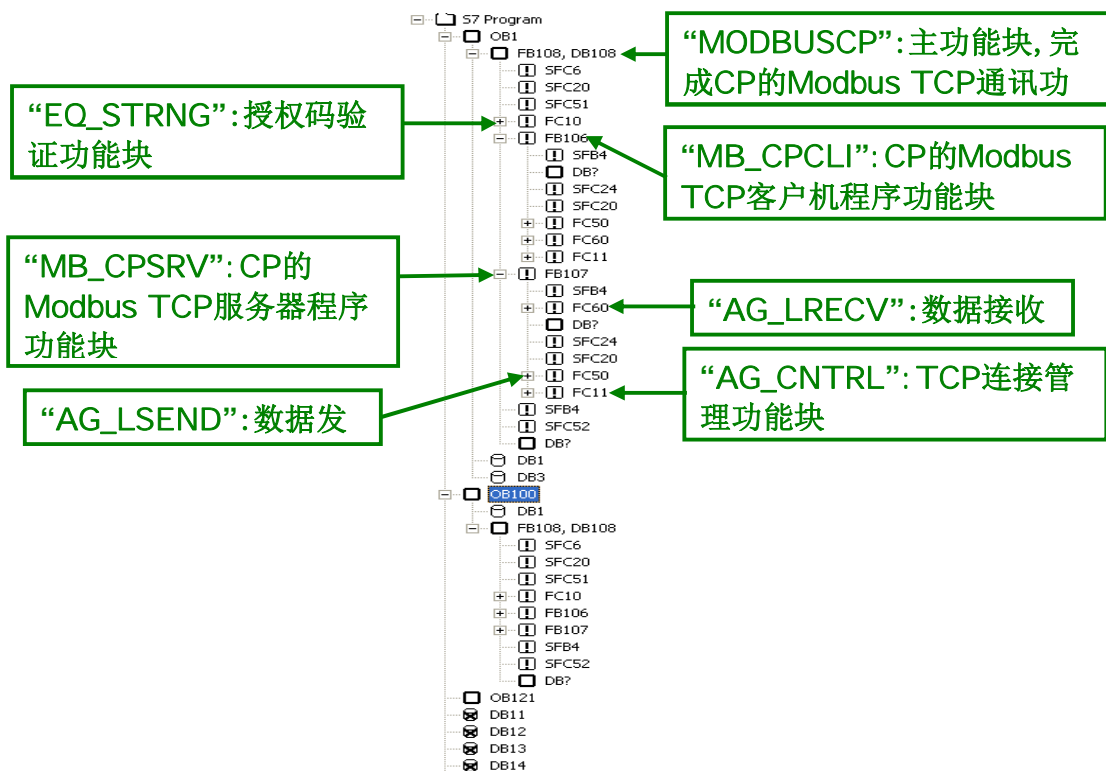 S7 Program
OB1
FB108, DB108
SFC6
SFC20
SFC51
FC10
FB106
SFB4
DB?
SFC24
SFC20
FC50
FC60
FC11
FB107
SFB4
FC60
DB?
SFC24
SFC20
FC50
FC11
SFB4
SFC52
DB?
DB1
DB3
OB100
DB1
FB108, DB108
SFC6
SFC20
SFC51
FC10
FB106
FB107
SFB4
SFC52
DB?
OB121
DB11
DB12
DB13
DB14
“MODBUSCP”:主功能块,完
成CP的Modbus TCP通讯功
“EQ_STRNG”:授权码验
证功能块
“MB_CPCLI”:CP的Modbus
TCP客户机程序功能块
“MB_CPSRV”:CP的
Modbus TCP服务器程序
功能块
“AG_LRECV”:数据接收
“AG_CNTRL”:TCP连接管
理功能块
“AG_LSEND”:数据发